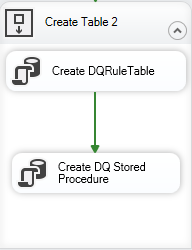 Create Table 2
Create DQRuleTable
Create DQ Stored
Procedure